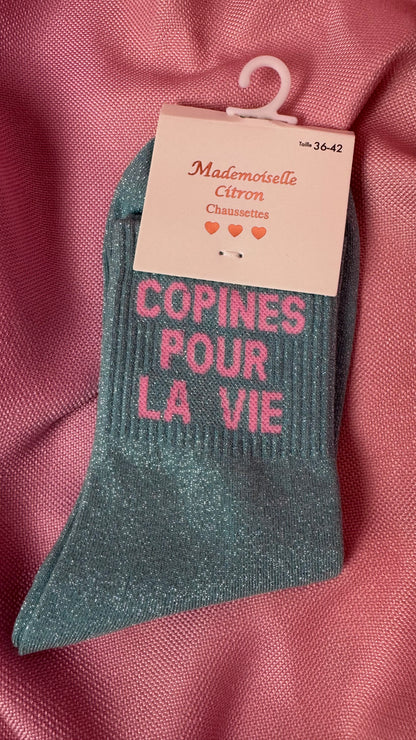 Taille 36-42
Mademoiselle
Citron
Chaussettes
COPINES
POUR
LA VIE